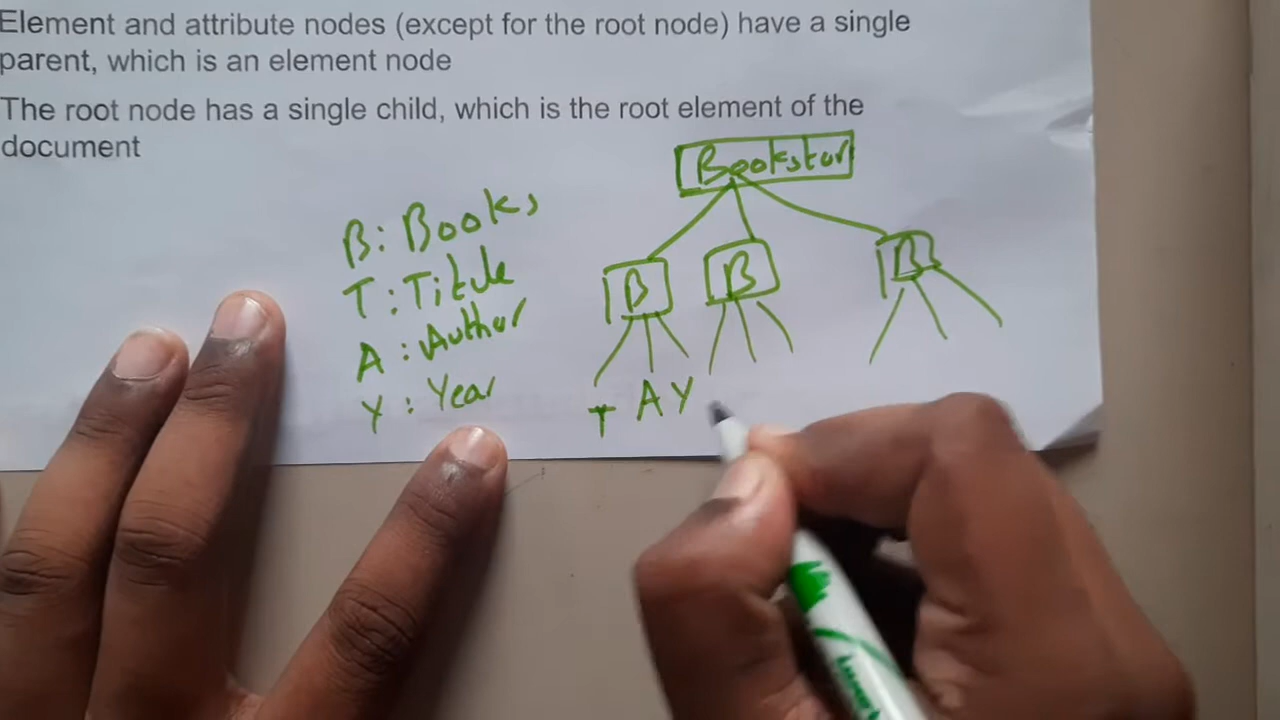 Element and attribute nodes (except for the root node) have a single
parent, which is an element node
The root node has a single child, which is the root element of the
document
Bookstor
B: Books
T: Titile
A: Author
Y: Year
B B B
T A Y